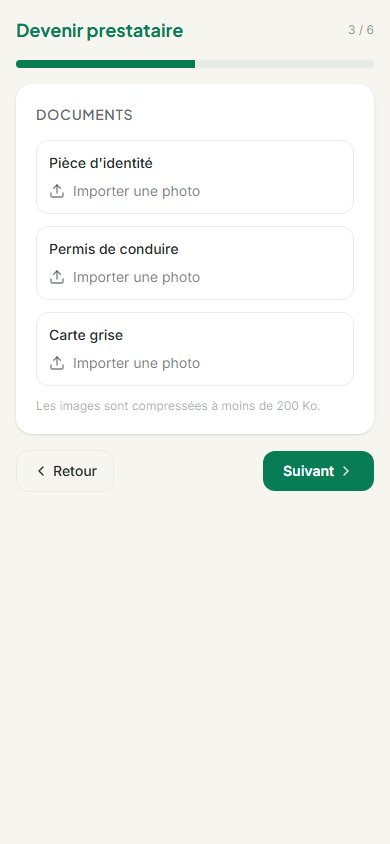 Devenir prestataire
3 / 6
DOCUMENTS
Pièce d'identité
Importer une photo
Permis de conduire
Importer une photo
Carte grise
Importer une photo
Les images sont compressées à moins de 200 Ko.
Retour
Suivant